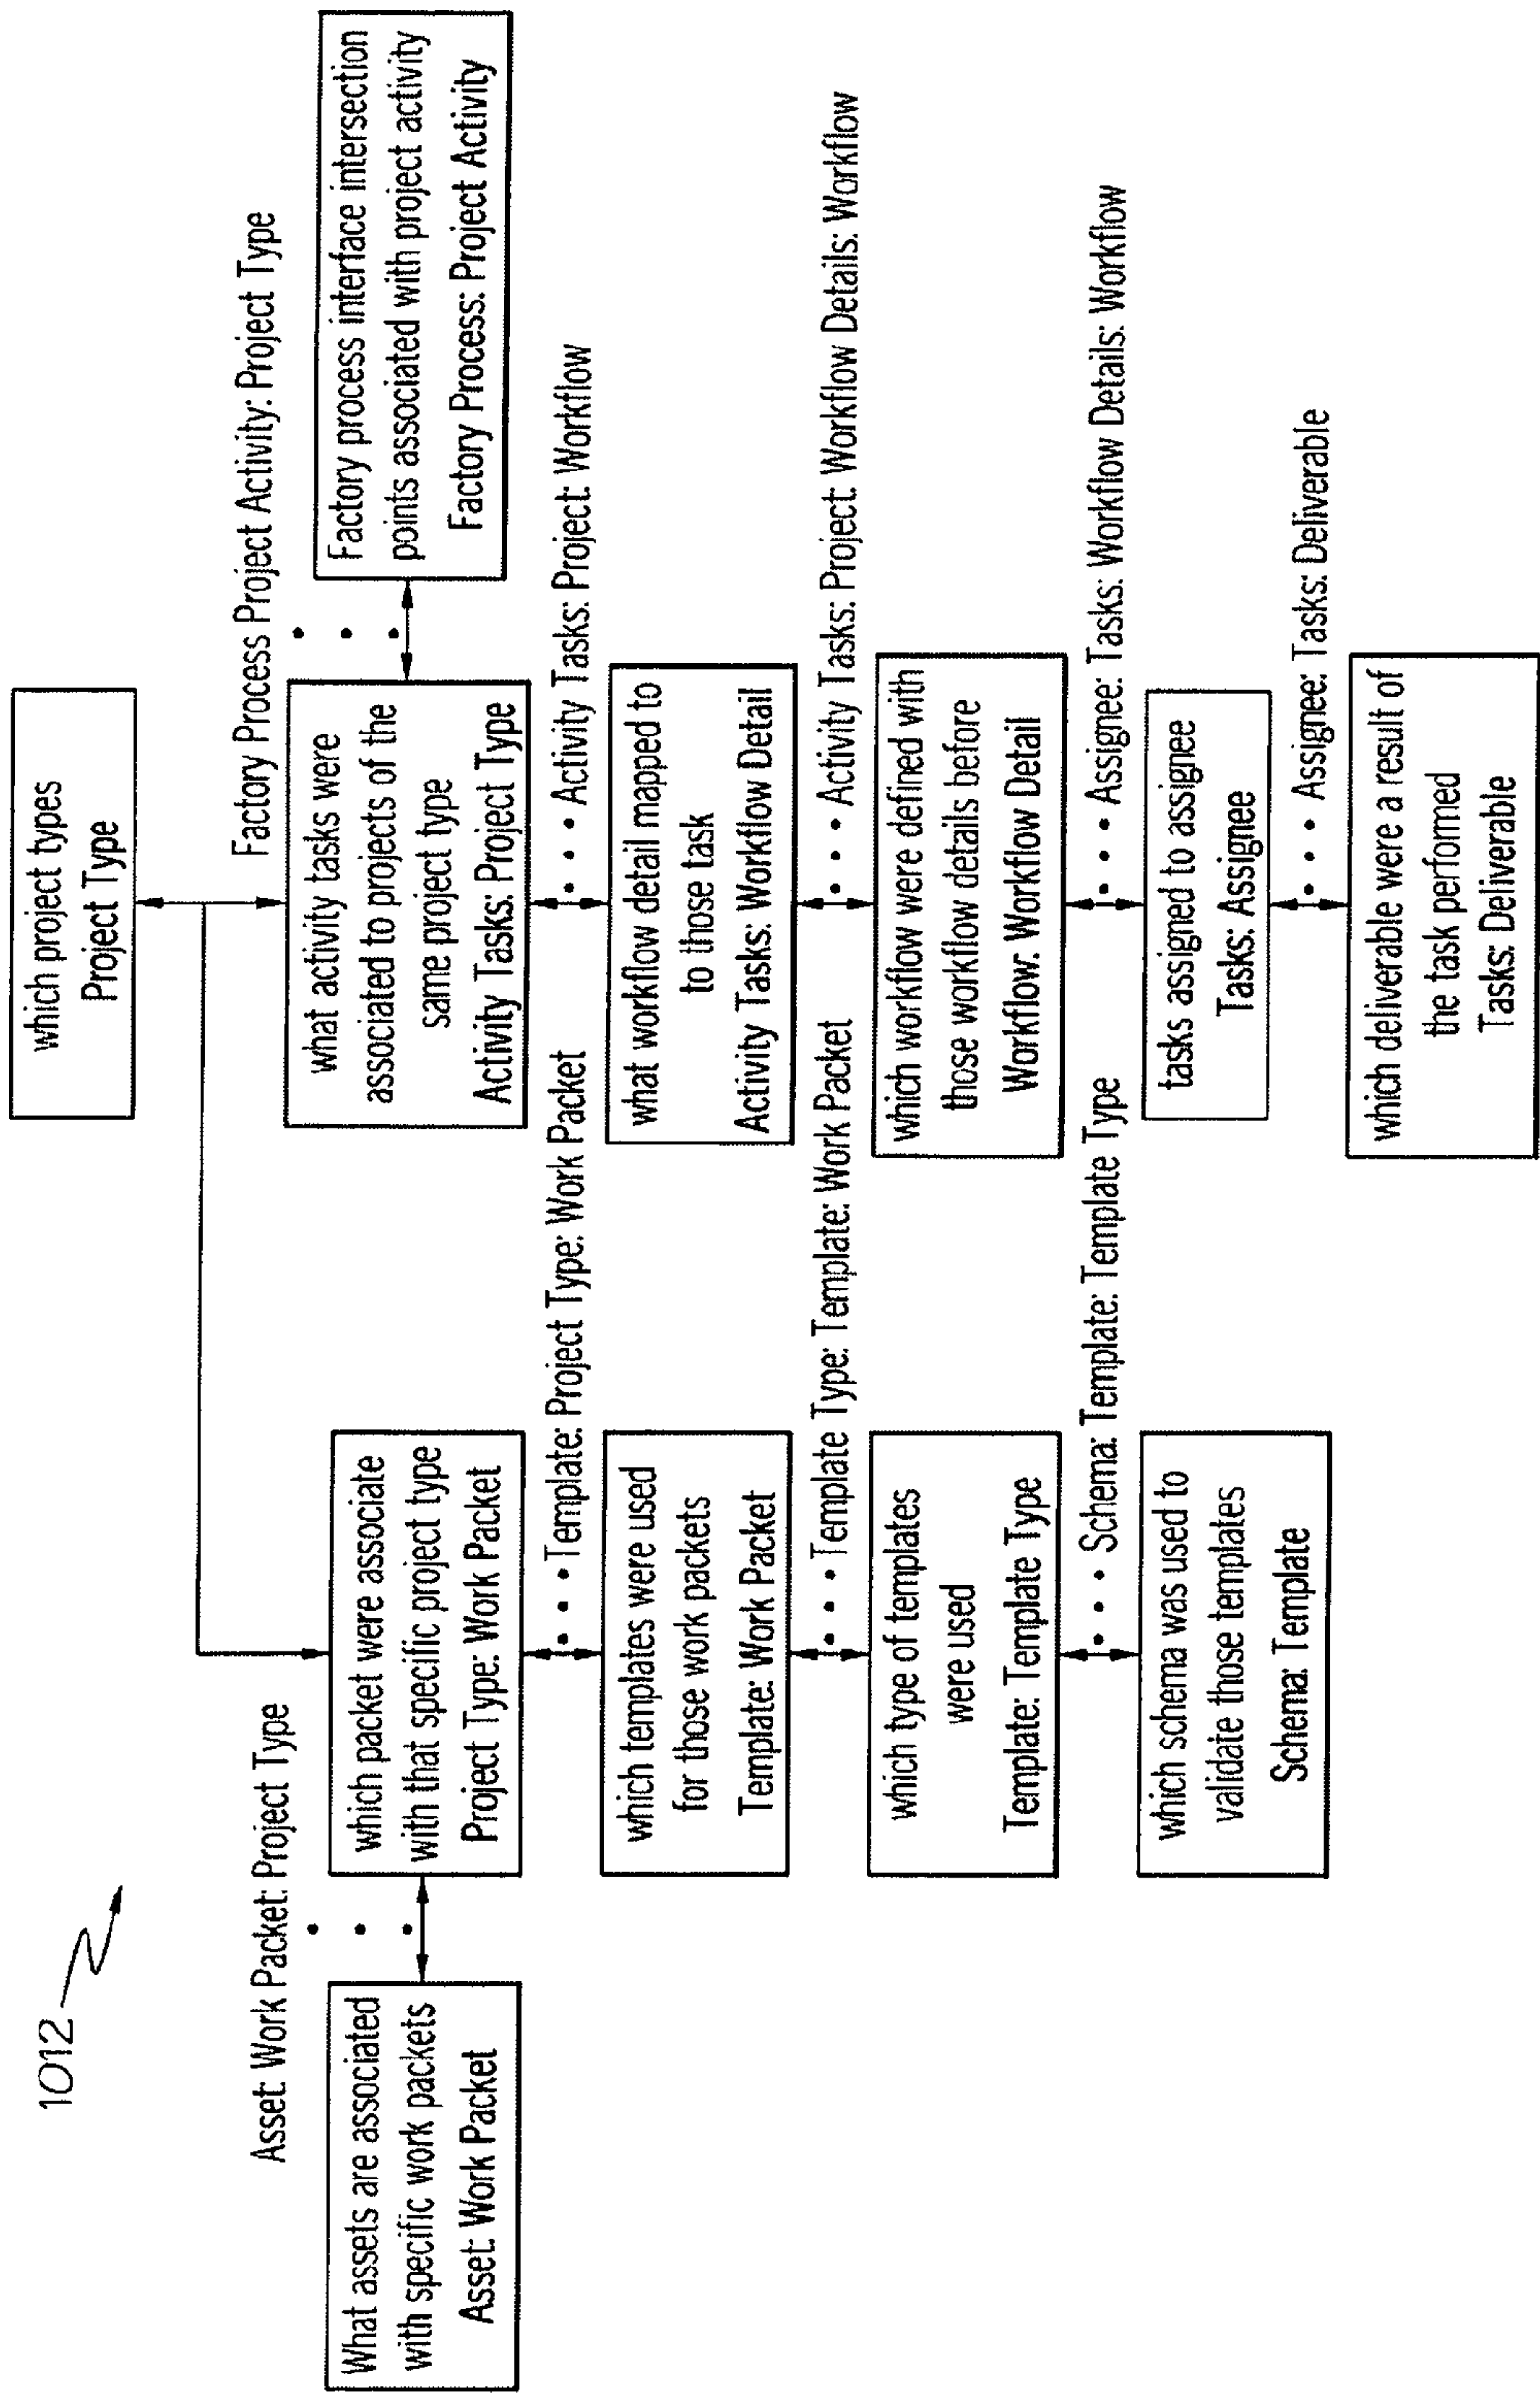 1012
which project types
Project Type
Asset: Work Packet: Project Type
Factory Process Project Activity: Project Type
What assets are associated
with specific work packets
Asset: Work Packet
which packet were associate
with that specific project type
Project Type: Work Packet
what activity tasks were
associated to projects of the
same project type
Activity Tasks: Project Type
Factory process interface intersection
points associated with project activity
Factory Process: Project Activity
Template: Project Type: Work Packet
Activity Tasks: Project: Workflow
which templates were used
for those work packets
Template: Work Packet
what workflow detail mapped to
to those task
Activity Tasks: Workflow Detail
Template Type: Template: Work Packet
Activity Tasks: Project: Workflow Details: Workflow
which type of templates
were used
Template: Template Type
which workflow were defined with
those workflow details before
Workflow: Workflow Detail
Schema: Template: Template Type
Assignee: Tasks: Workflow Details: Workflow
which schema was used to
validate those templates
Schema: Template
tasks assigned to assignee
Tasks: Assignee
Assignee: Tasks: Deliverable
which deliverable were a result of
the task performed
Tasks: Deliverable